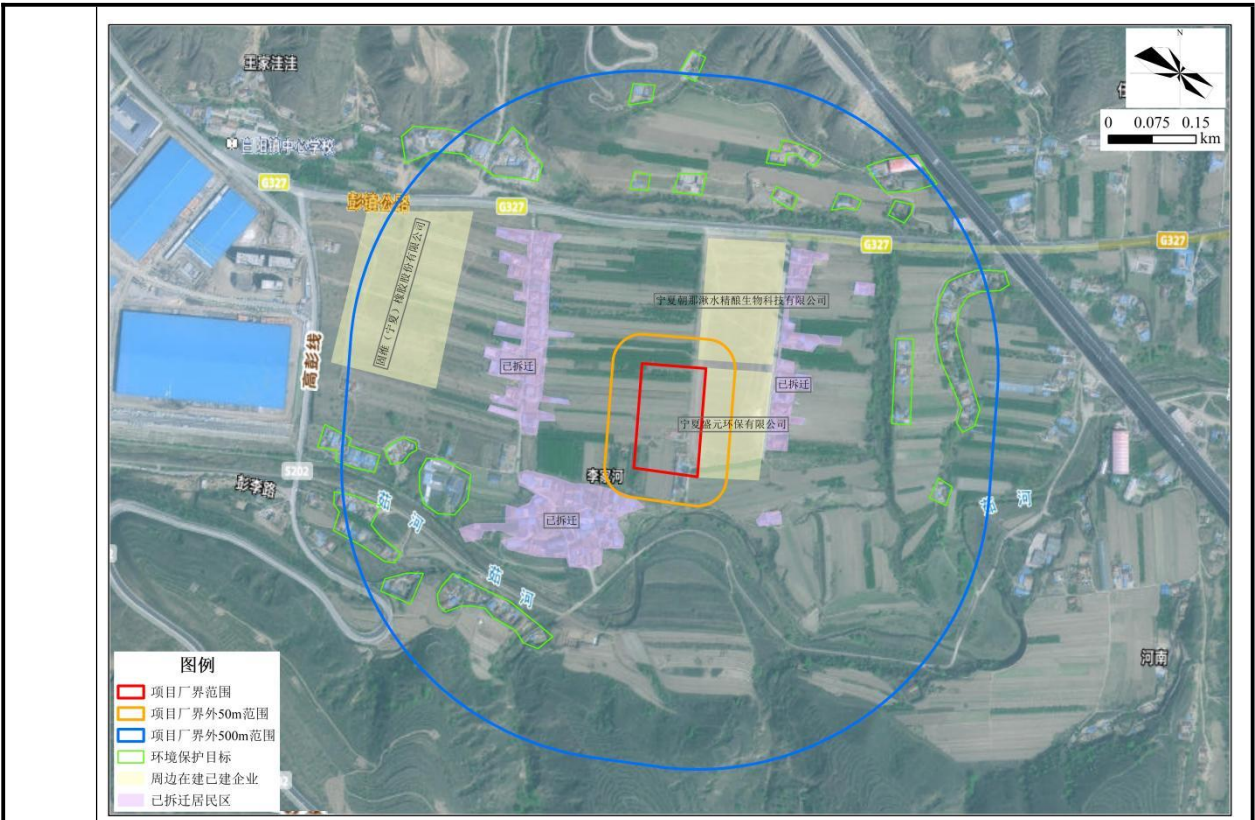 王家洼洼
N
白阳镇中心学校
0 0.075 0.15
km
G327
彭镇公路
G327
G327
G327
固维（宁夏）橡胶股份有限公司
宁夏朝那湫水精酿生物科技有限公司
高彭线
已拆迁
已拆迁
宁夏盛元环保有限公司
S202
彭李路
李家河
茹河
已拆迁
茹河
河
河南
图例
项目厂界范围
项目厂界外50m范围
项目厂界外500m范围
环境保护目标
周边在建已建企业
已拆迁居民区